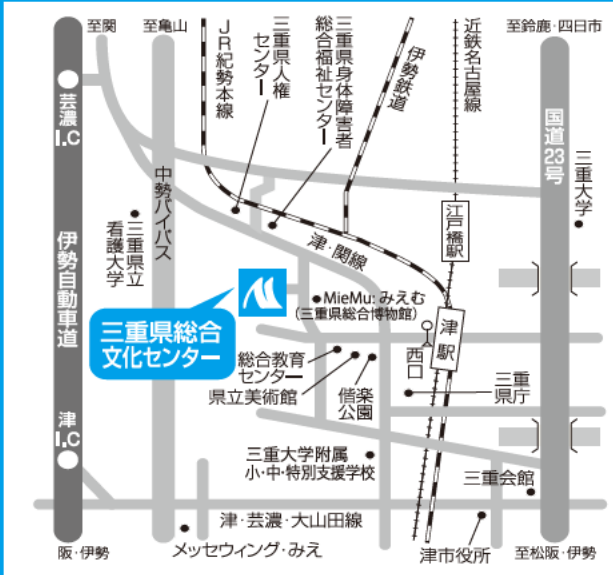 至関
至亀山
至鈴鹿・四日市
芸濃
I.C
伊勢自動車道
津
I.C
阪・伊勢
中勢バイパス
三重県立
看護大学
JR紀勢本線
三重県人権
センター
三重県身体障害者
総合福祉センター
伊勢鉄道
近鉄名古屋線
国道23号
三重大学
江戸橋駅
津・関線
MieMu:みえむ
(三重県総合博物館)
三重県総合
文化センター
津駅
西口
総合教育
センター
県立美術館
偕楽
公園
三重
県庁
三重大学附属
小・中・特別支援学校
三重会館
津・芸濃・大山田線
メッセウィング・みえ
津市役所
至松阪・伊勢